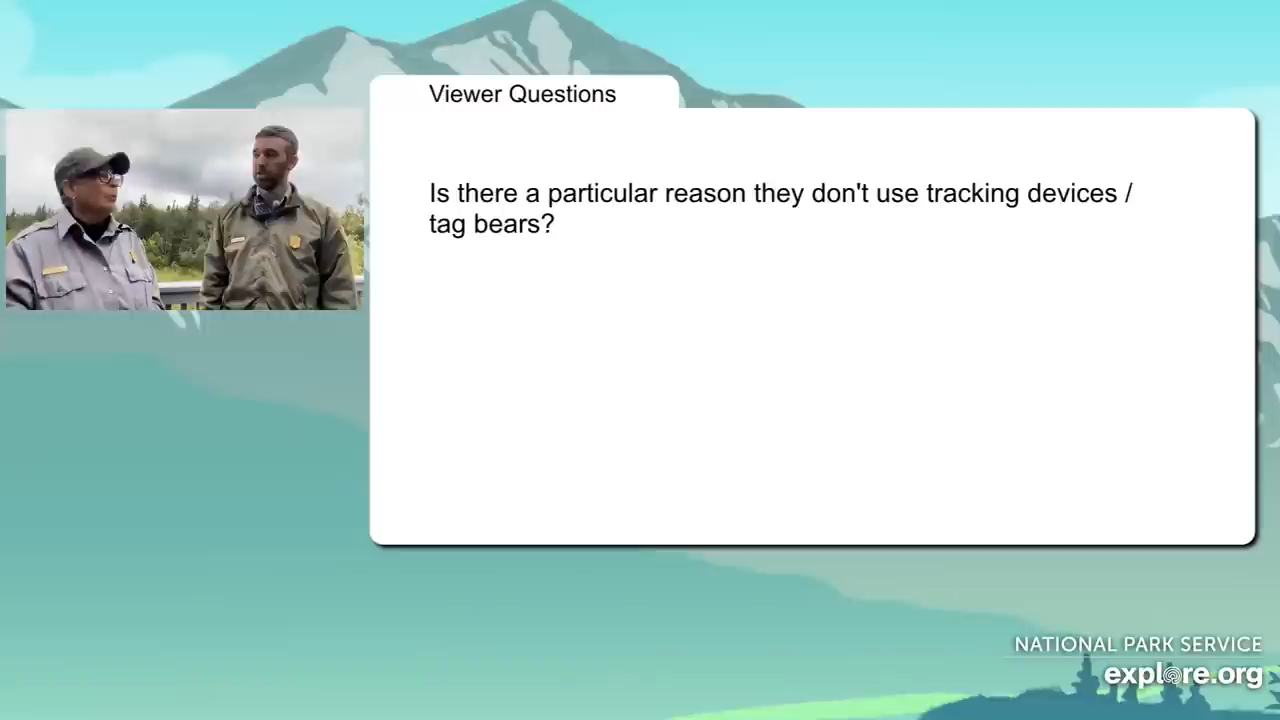 Viewer Questions
Is there a particular reason they don't use tracking devices /
tag bears?
NATIONAL PARK SERVICE
explore.org